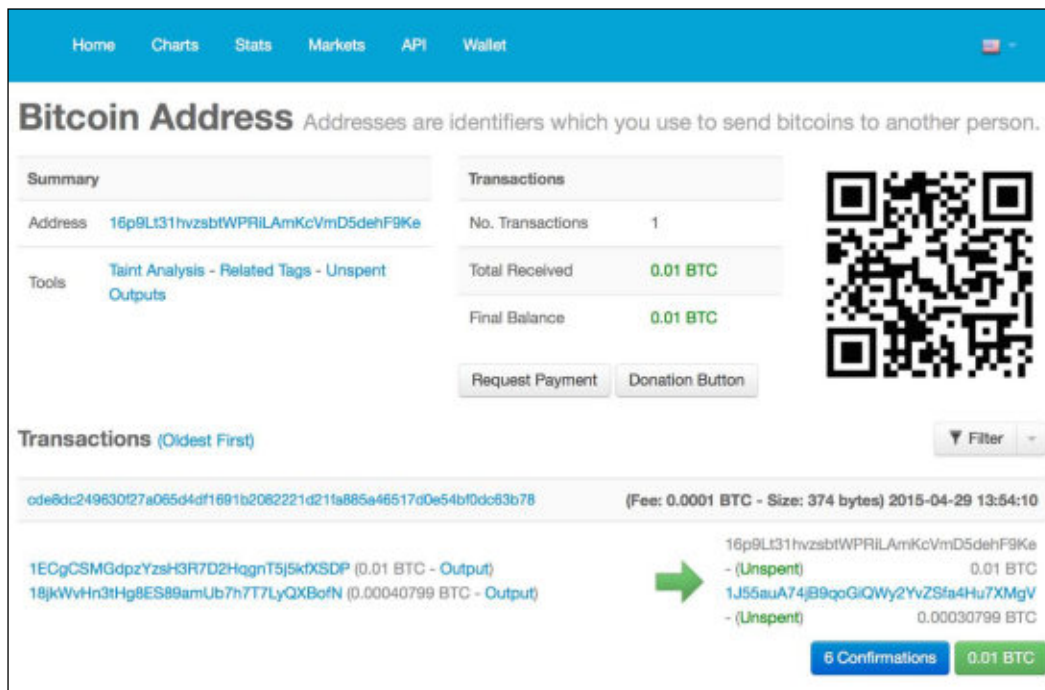 Home Charts Stats Markets API Wallet
Bitcoin Address Addresses are identifiers which you use to send bitcoins to another person.
Summary
Address 16p9Lt31hvzsbtWPRiLAmKcVmD5dehF9Ke
Tools Taint Analysis - Related Tags - Unspent
Outputs
Transactions
No. Transactions 1
Total Received 0.01 BTC
Final Balance 0.01 BTC
Request Payment Donation Button
Transactions (Oldest First)
Filter
cde8dc249630f27a065d4df1691b2082221d21fa885a46517d0e54bf0dc63b78
(Fee: 0.0001 BTC - Size: 374 bytes) 2015-04-29 13:54:10
1ECgCSMGdpzYzsH3R7D2HqgnT5j5kfXSDP (0.01 BTC - Output)
18jkWvHn3tHg8ES89amUb7h7T7LyQXBofN (0.00040799 BTC - Output)
16p9Lt31hvzsbtWPRiLAmKcVmD5dehF9Ke
- (Unspent) 0.01 BTC
1J55auA74jB9qoGiQWy2YvZSfa4Hu7XMgV
- (Unspent) 0.00030799 BTC
6 Confirmations 0.01 BTC